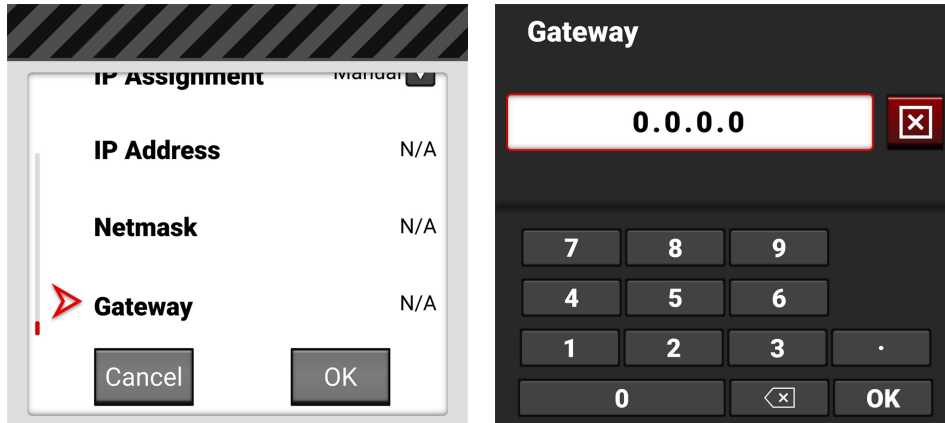 IP Assignment Manual
IP Address N/A
Netmask N/A
Gateway N/A
Cancel OK
Gateway
0.0.0.0
7 8 9
4 5 6
1 2 3 .
0 OK